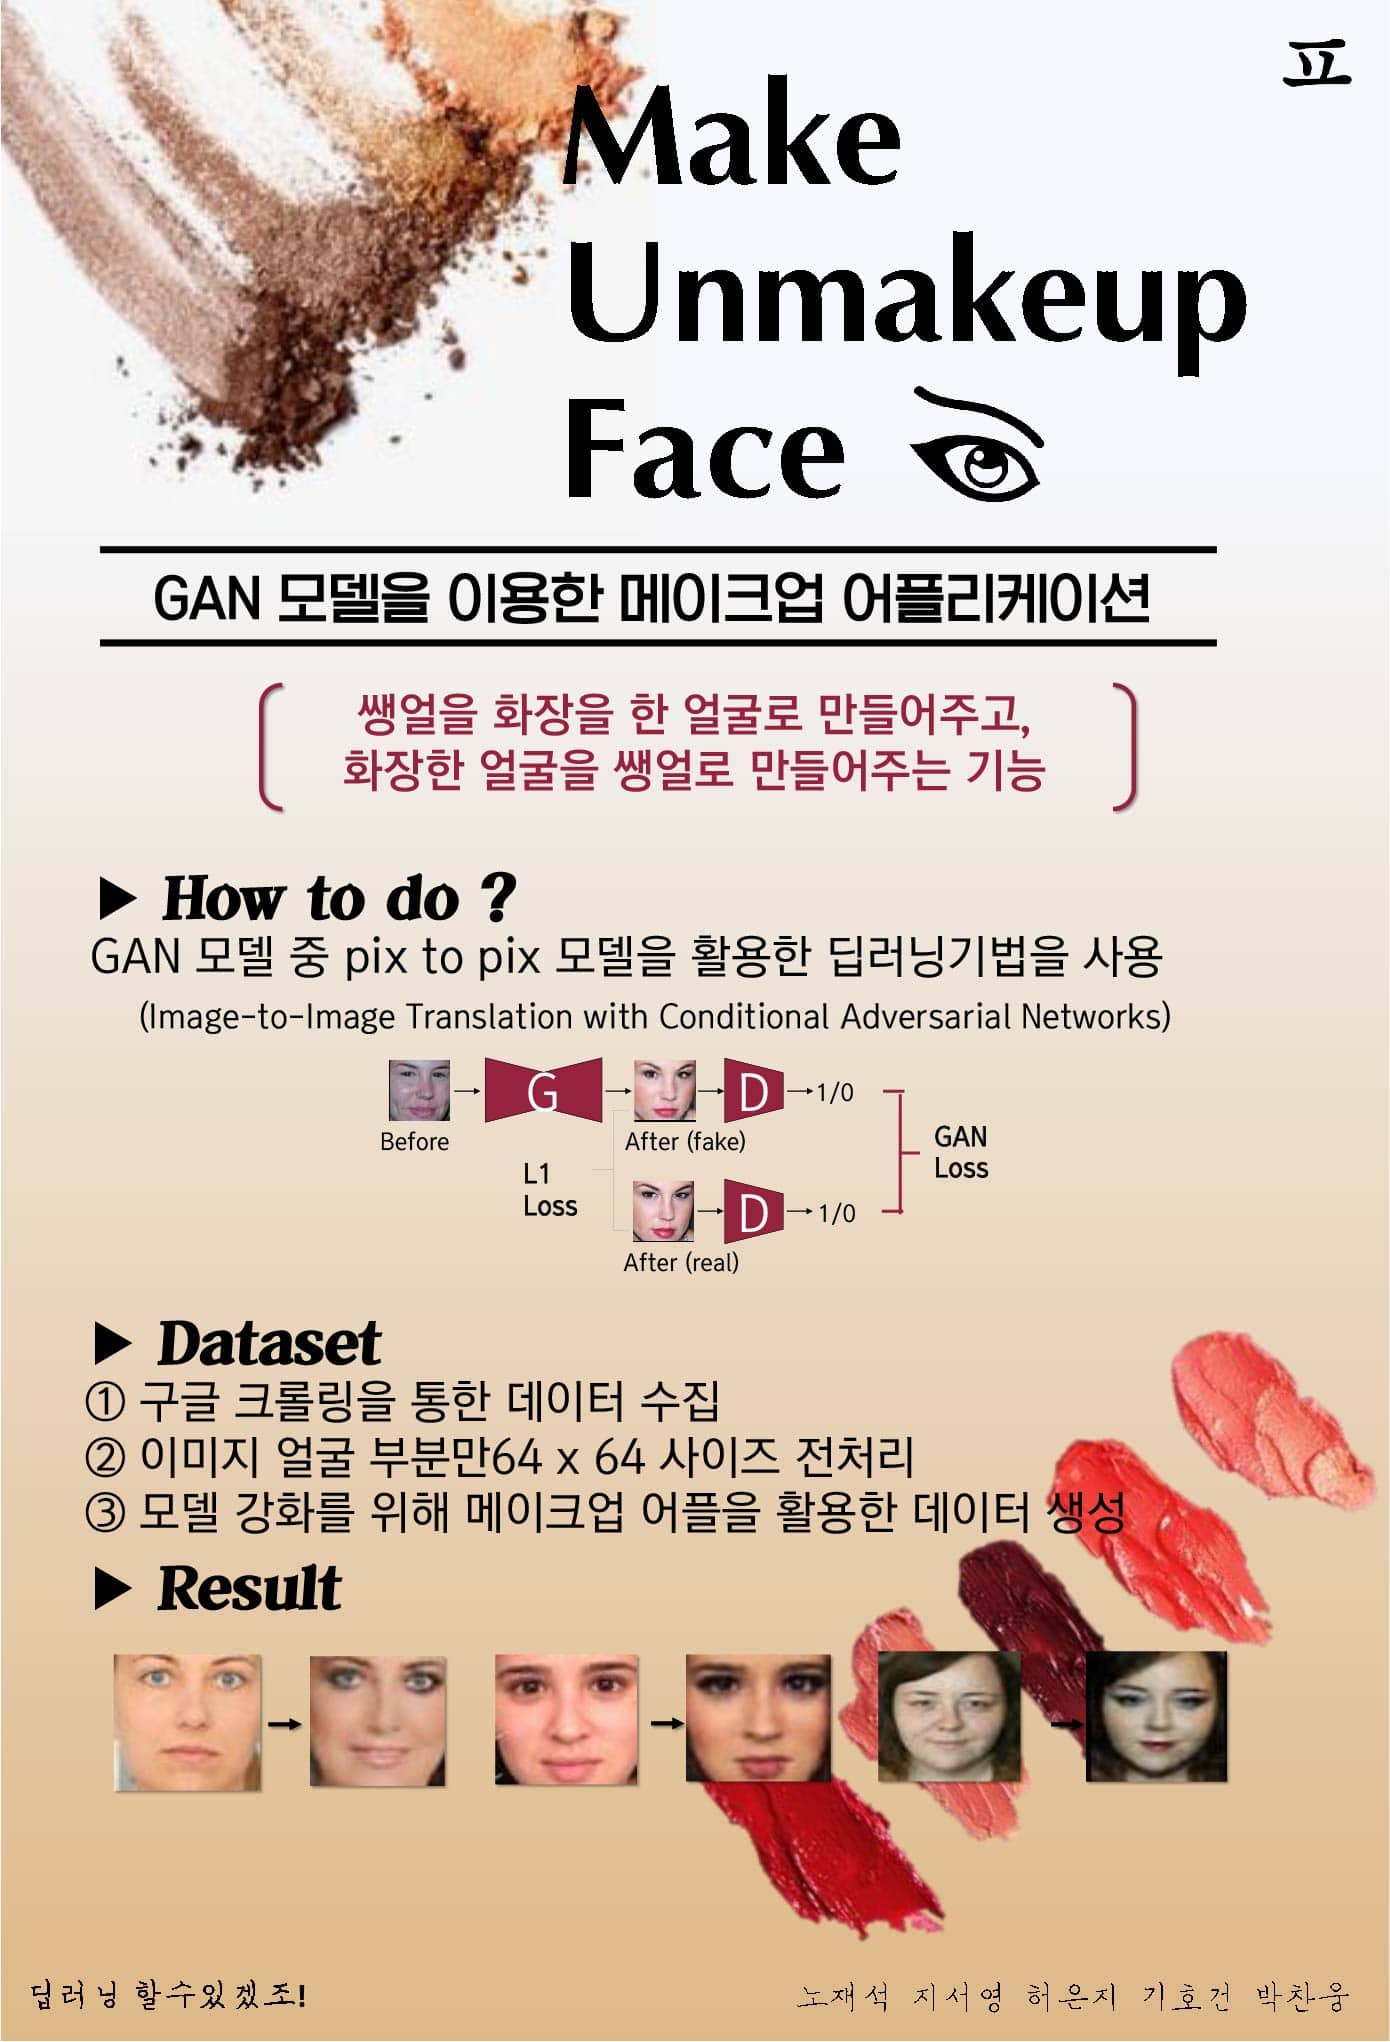 ㅍ
Make
Unmakeup
Face
GAN 모델을 이용한 메이크업 어플리케이션
쌩얼을 화장을 한 얼굴로 만들어주고,
화장한 얼굴을 쌩얼로 만들어주는 기능
▶ How to do ?
GAN 모델 중 pix to pix 모델을 활용한 딥러닝기법을 사용
(Image-to-Image Translation with Conditional Adversarial Networks)
G D 1/0
Before After (fake)
GAN
Loss
L1
Loss
D 1/0
After (real)
▶ Dataset
① 구글 크롤링을 통한 데이터 수집
② 이미지 얼굴 부분만64 x 64 사이즈 전처리
③ 모델 강화를 위해 메이크업 어플을 활용한 데이터 생성
▶ Result
딥러닝 할수있겠조!
노재석 지서영 허은지 기호건 박찬웅